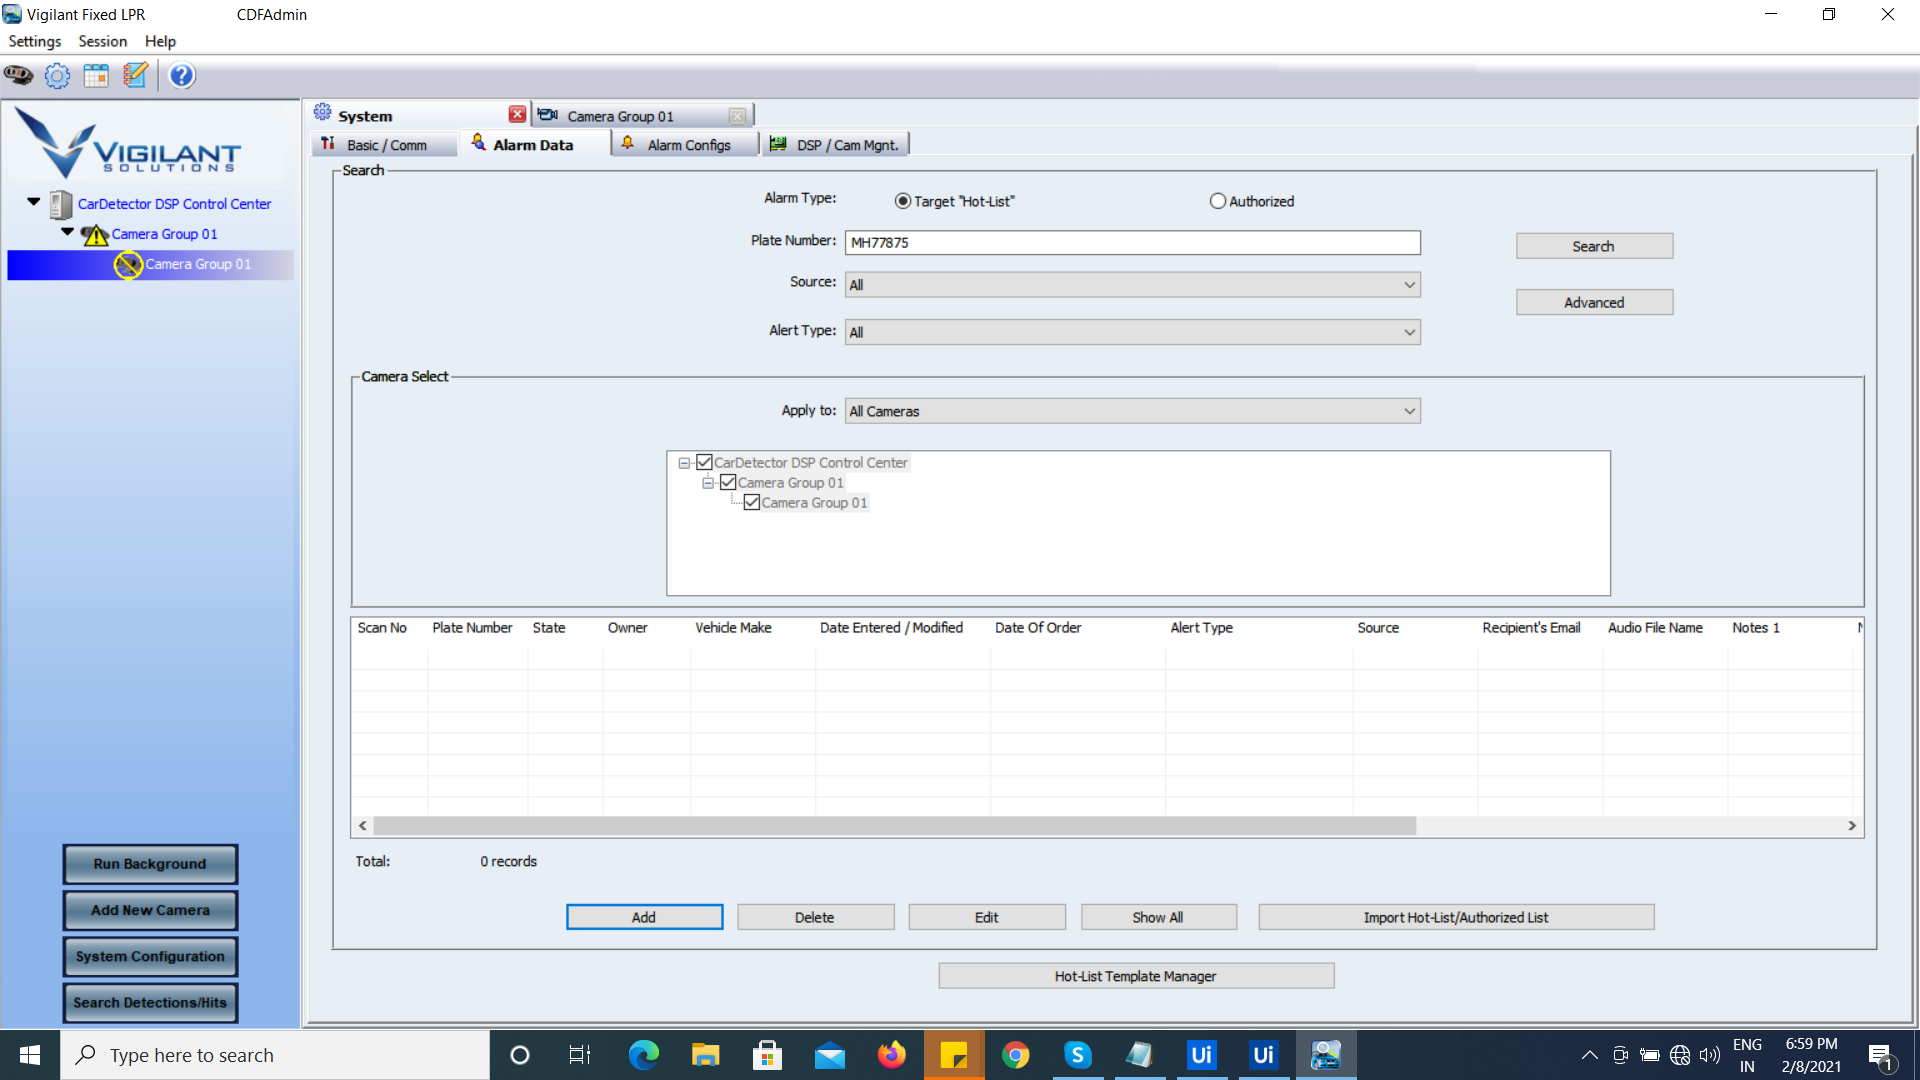 Vigilant Fixed LPR CDFAdmin
Settings Session Help
VIGILANT
SOLUTIONS
CarDetector DSP Control Center
Camera Group 01
Camera Group 01
Run Background
Add New Camera
System Configuration
Search Detections/Hits
System Camera Group 01
Basic / Comm Alarm Data Alarm Configs DSP / Cam Mgnt.
Search
Alarm Type: Target "Hot-List" Authorized
Plate Number: MH77875 Search
Source: All
Advanced
Alert Type: All
Camera Select
Apply to: All Cameras
CarDetector DSP Control Center
Camera Group 01
Camera Group 01
Scan No Plate Number State Owner Vehicle Make Date Entered / Modified Date Of Order Alert Type Source Recipient's Email Audio File Name Notes 1
Total: 0 records
Add Delete Edit Show All Import Hot-List/Authorized List
Hot-List Template Manager
Type here to search
Ui Ui
ENG
IN
6:59 PM
2/8/2021
1